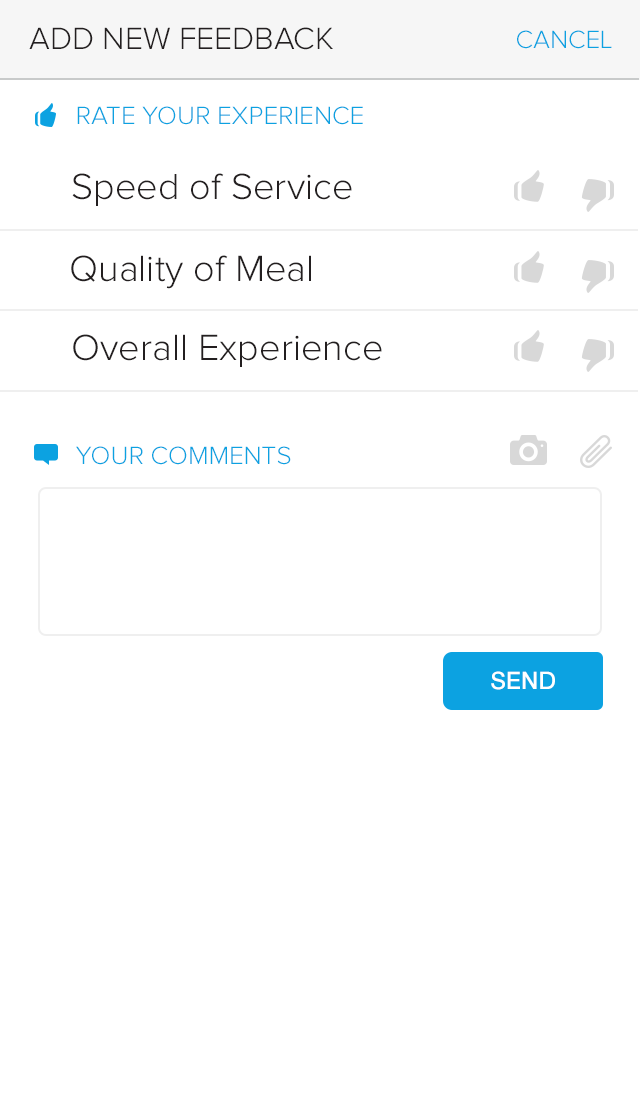 ADD NEW FEEDBACK CANCEL
RATE YOUR EXPERIENCE
Speed of Service
Quality of Meal
Overall Experience
YOUR COMMENTS
SEND